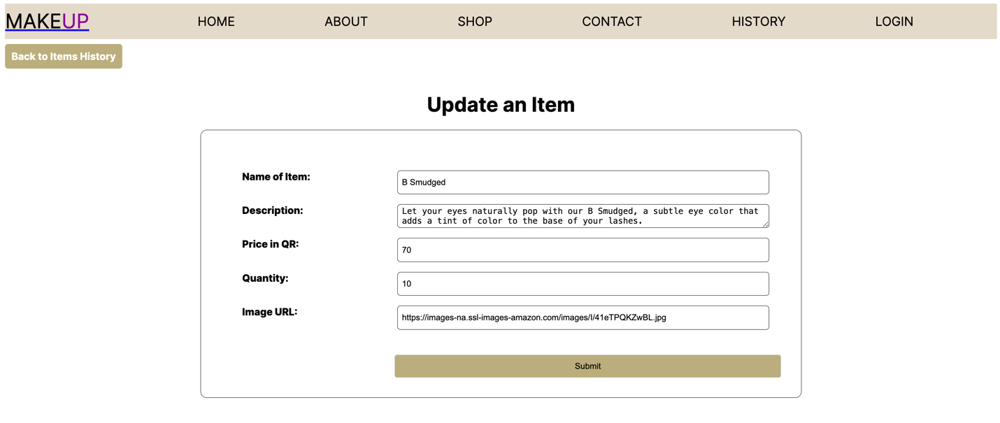 MAKEUP HOME ABOUT SHOP CONTACT HISTORY LOGIN
Back to Items History
Update an Item
Name of Item: B Smudged
Description: Let your eyes naturally pop with our B Smudged, a subtle eye color that
adds a tint of color to the base of your lashes.
Price in QR: 70
Quantity: 10
Image URL: https://images-na.ssl-images-amazon.com/images/I/41eTPQKZwBL.jpg
Submit